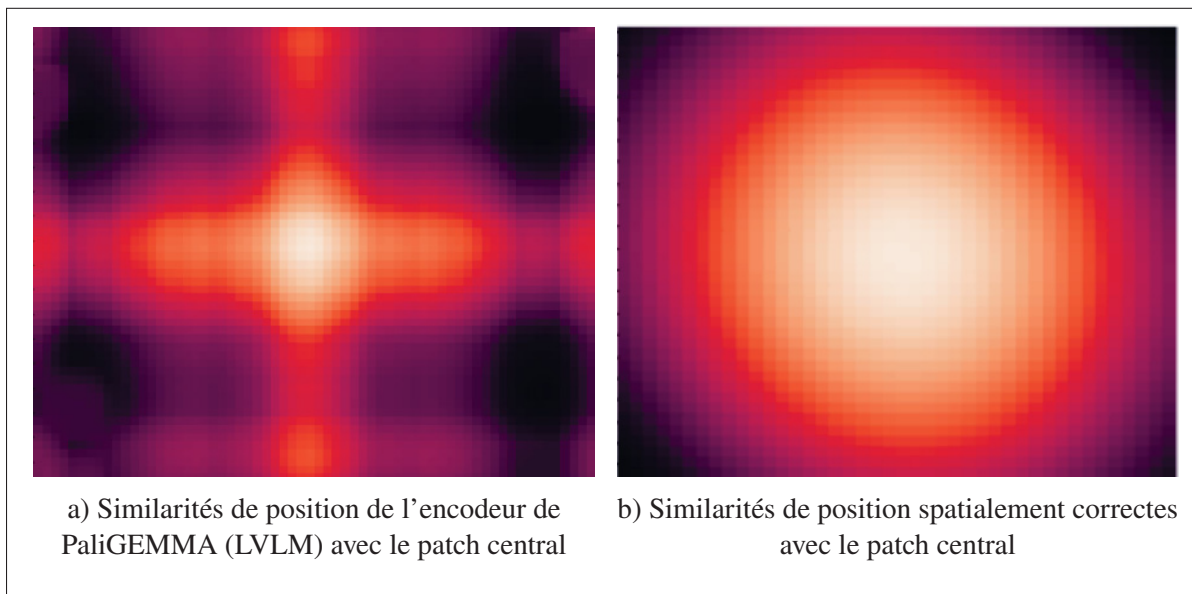 a) Similarités de position de l’encodeur de
PaliGEMMA (LVLM) avec le patch central
b) Similarités de position spatialement correctes
avec le patch central